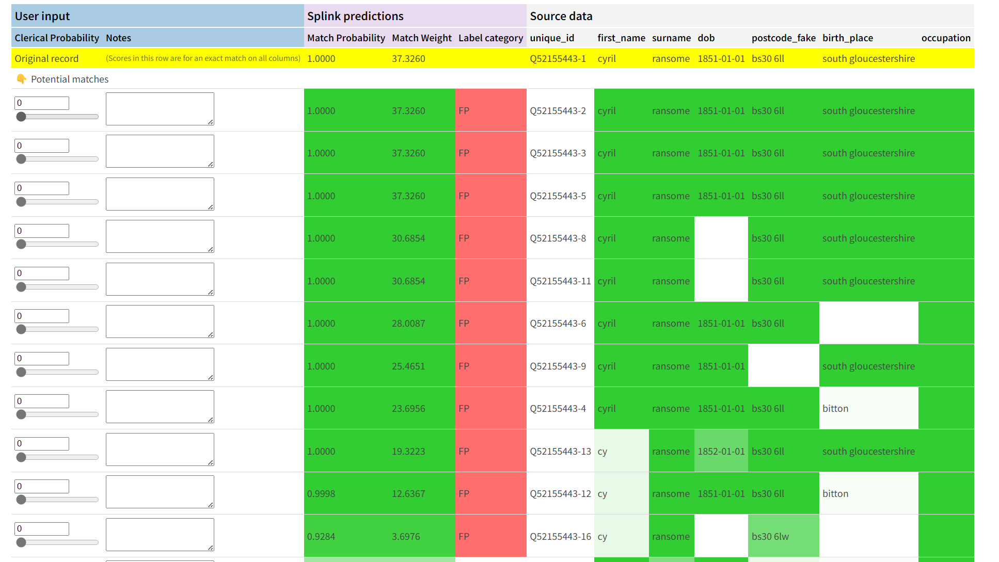 User input Splink predictions Source data
Clerical Probability Notes Match Probability Match Weight Label category unique_id first_name surname dob postcode_fake birth_place occupation
Original record (Scores in this row are for an exact match on all columns) 1.0000 37.3260 Q52155443-1 cyril ransome 1851-01-01 bs30 6ll south gloucestershire
👇 Potential matches
0 1.0000 37.3260 FP Q52155443-2 cyril ransome 1851-01-01 bs30 6ll south gloucestershire
0 1.0000 37.3260 FP Q52155443-3 cyril ransome 1851-01-01 bs30 6ll south gloucestershire
0 1.0000 37.3260 FP Q52155443-5 cyril ransome 1851-01-01 bs30 6ll south gloucestershire
0 1.0000 30.6854 FP Q52155443-8 cyril ransome bs30 6ll south gloucestershire
0 1.0000 30.6854 FP Q52155443-11 cyril ransome bs30 6ll south gloucestershire
0 1.0000 28.0087 FP Q52155443-6 cyril ransome 1851-01-01 bs30 6ll
0 1.0000 25.4651 FP Q52155443-9 cyril ransome 1851-01-01 south gloucestershire
0 1.0000 23.6956 FP Q52155443-4 cyril ransome 1851-01-01 bs30 6ll bitton
0 1.0000 19.3223 FP Q52155443-13 cy ransome 1852-01-01 bs30 6ll south gloucestershire
0 0.9998 12.6367 FP Q52155443-12 cy ransome 1851-01-01 bs30 6ll bitton
0 0.9284 3.6976 FP Q52155443-16 cy ransome bs30 6lw